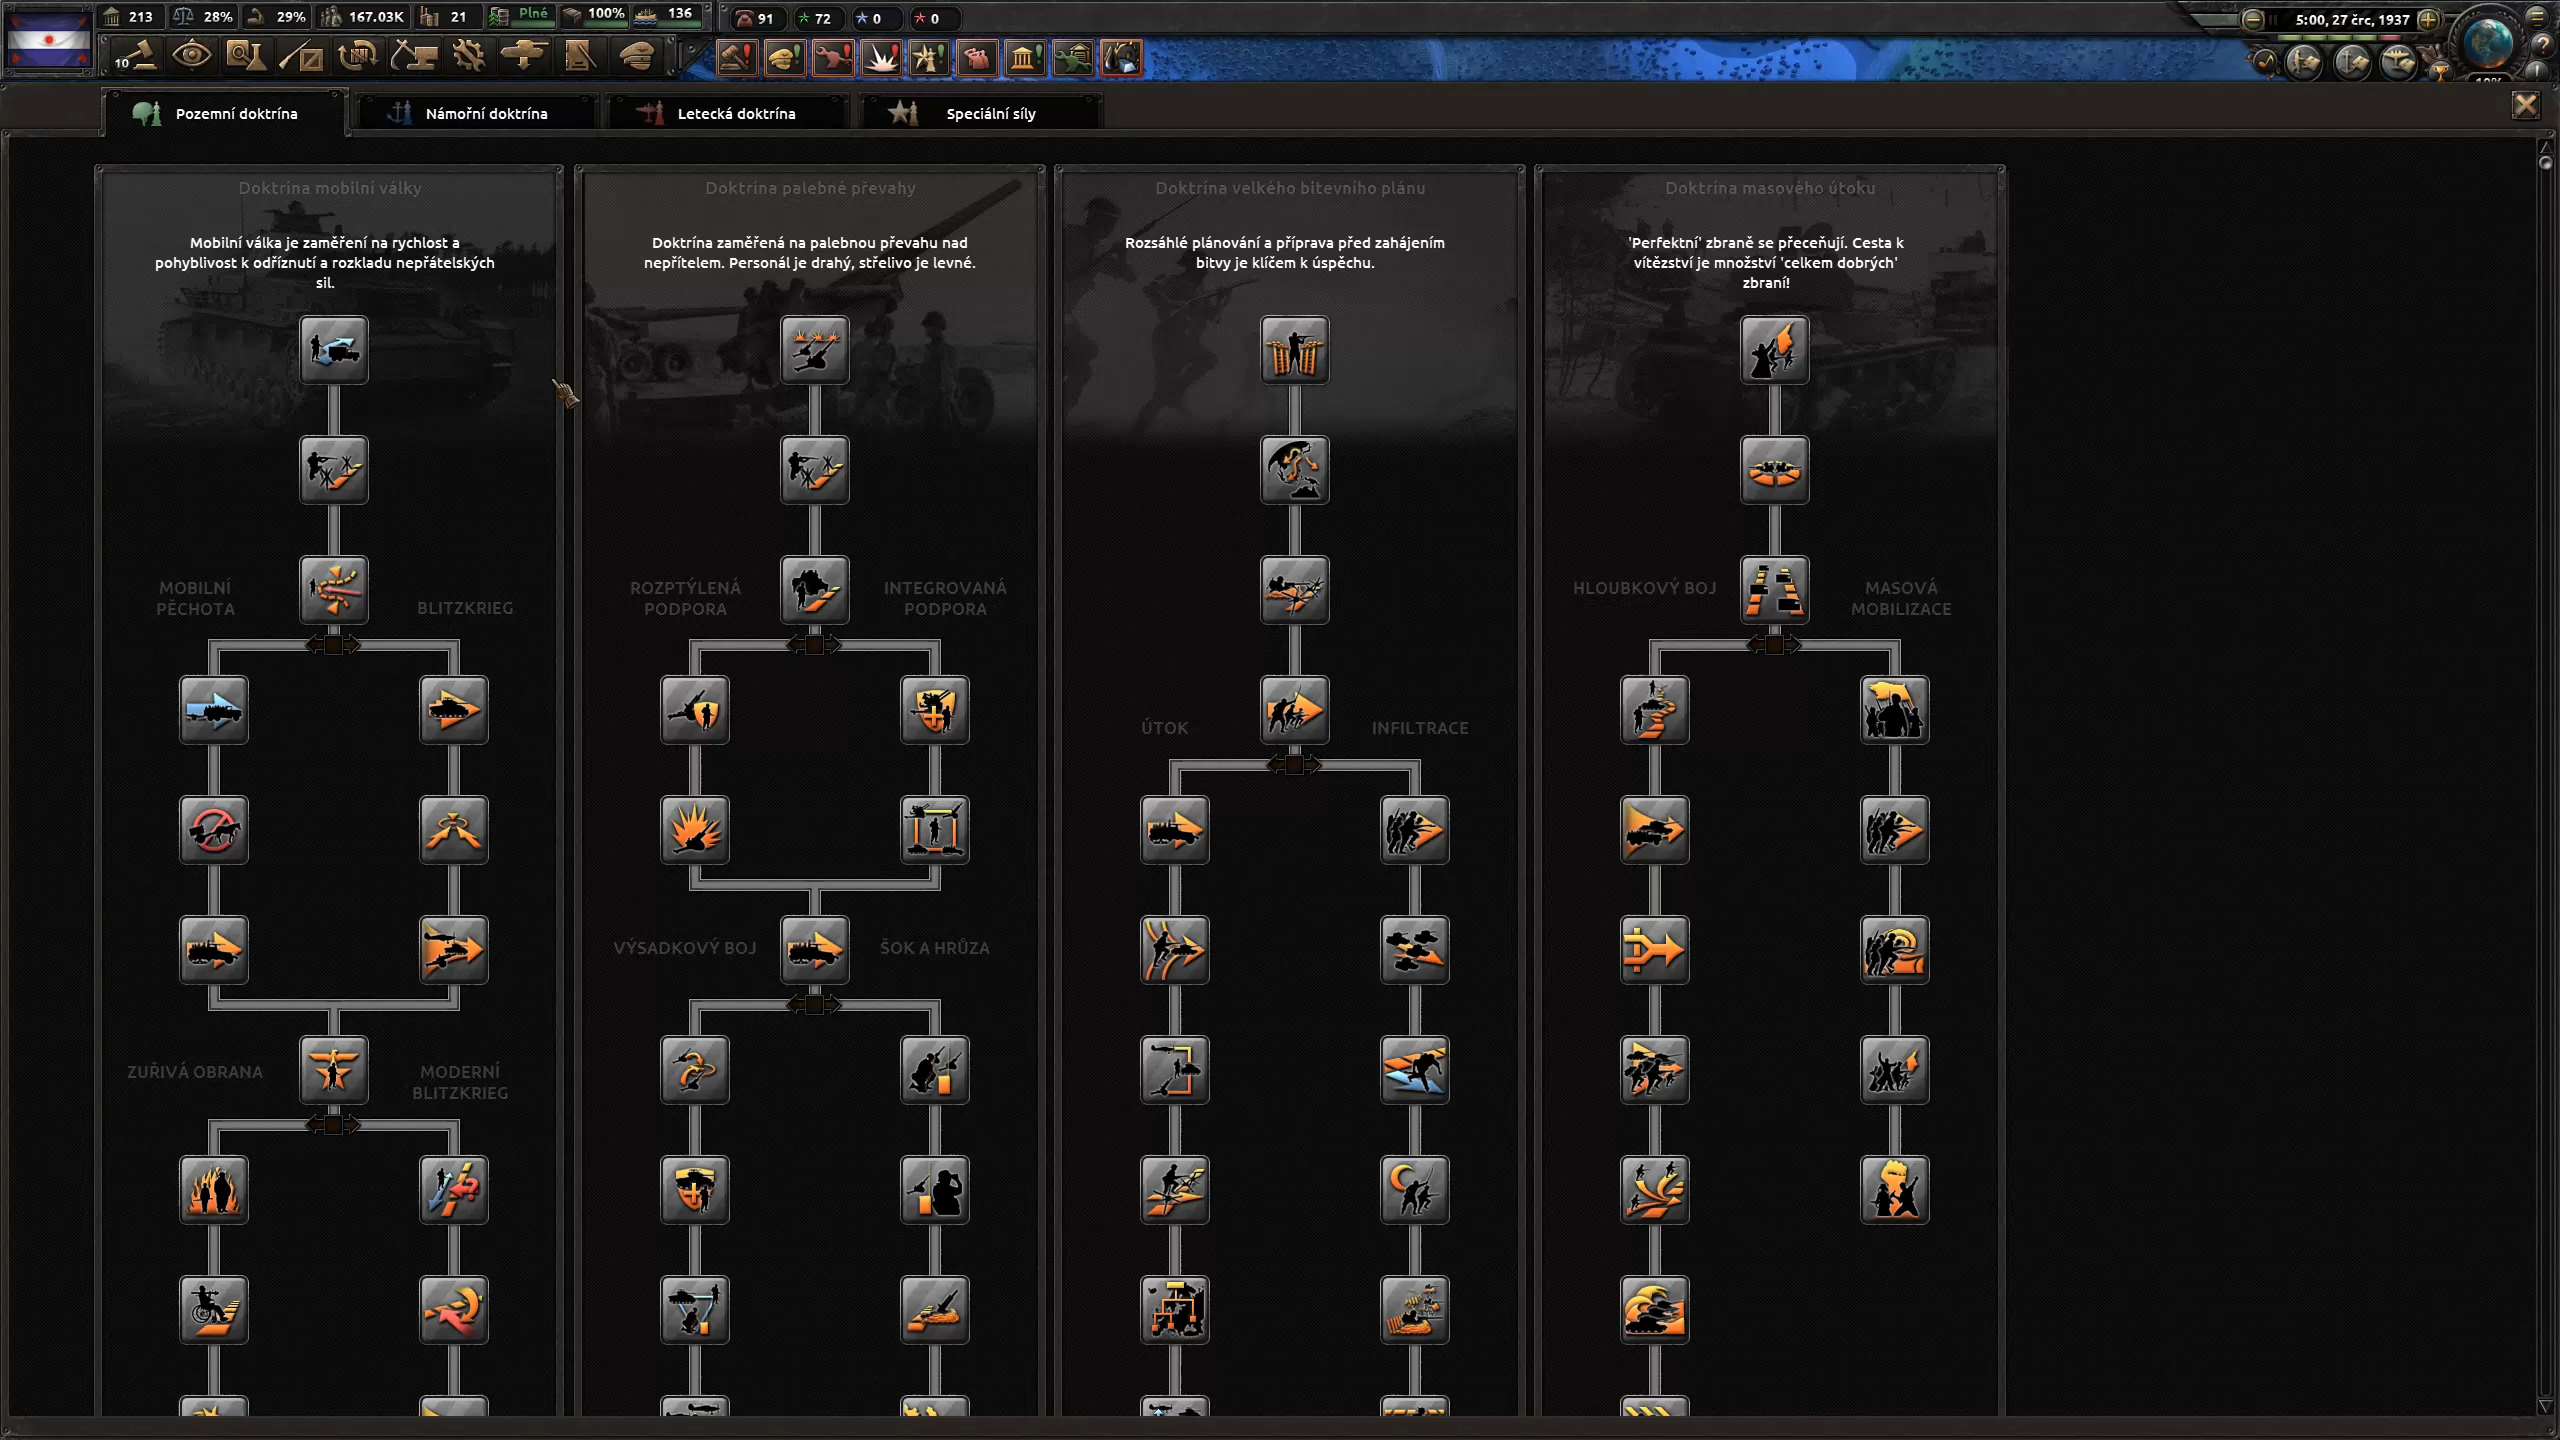 213 28% 29% 167.03K 21 Plné 100% 136 91 72 0 0 5:00, 27 črc, 1937
10
Pozemní doktrína Námořní doktrína Letecká doktrína Speciální síly
Doktrína mobilní války
Mobilní válka je zaměření na rychlost a
pohyblivost k odříznutí a rozkladu nepřátelských
sil.
MOBILNÍ
PĚCHOTA
BLITZKRIEG
ZUŘIVÁ OBRANA
MODERNÍ
BLITZKRIEG
Doktrína palebné převahy
Doktrína zaměřená na palebnou převahu nad
nepřítelem. Personál je drahý, střelivo je levné.
ROZPTÝLENÁ
PODPORA
INTEGROVANÁ
PODPORA
VÝSADKOVÝ BOJ
ŠOK A HRŮZA
Doktrína velkého bitevního plánu
Rozsáhlé plánování a příprava před zahájením
bitvy je klíčem k úspěchu.
ÚTOK
INFILTRACE
Doktrína masového útoku
'Perfektní' zbraně se přeceňují. Cesta k
vítězství je množství 'celkem dobrých'
zbraní!
HLOUBKOVÝ BOJ
MASOVÁ
MOBILIZACE